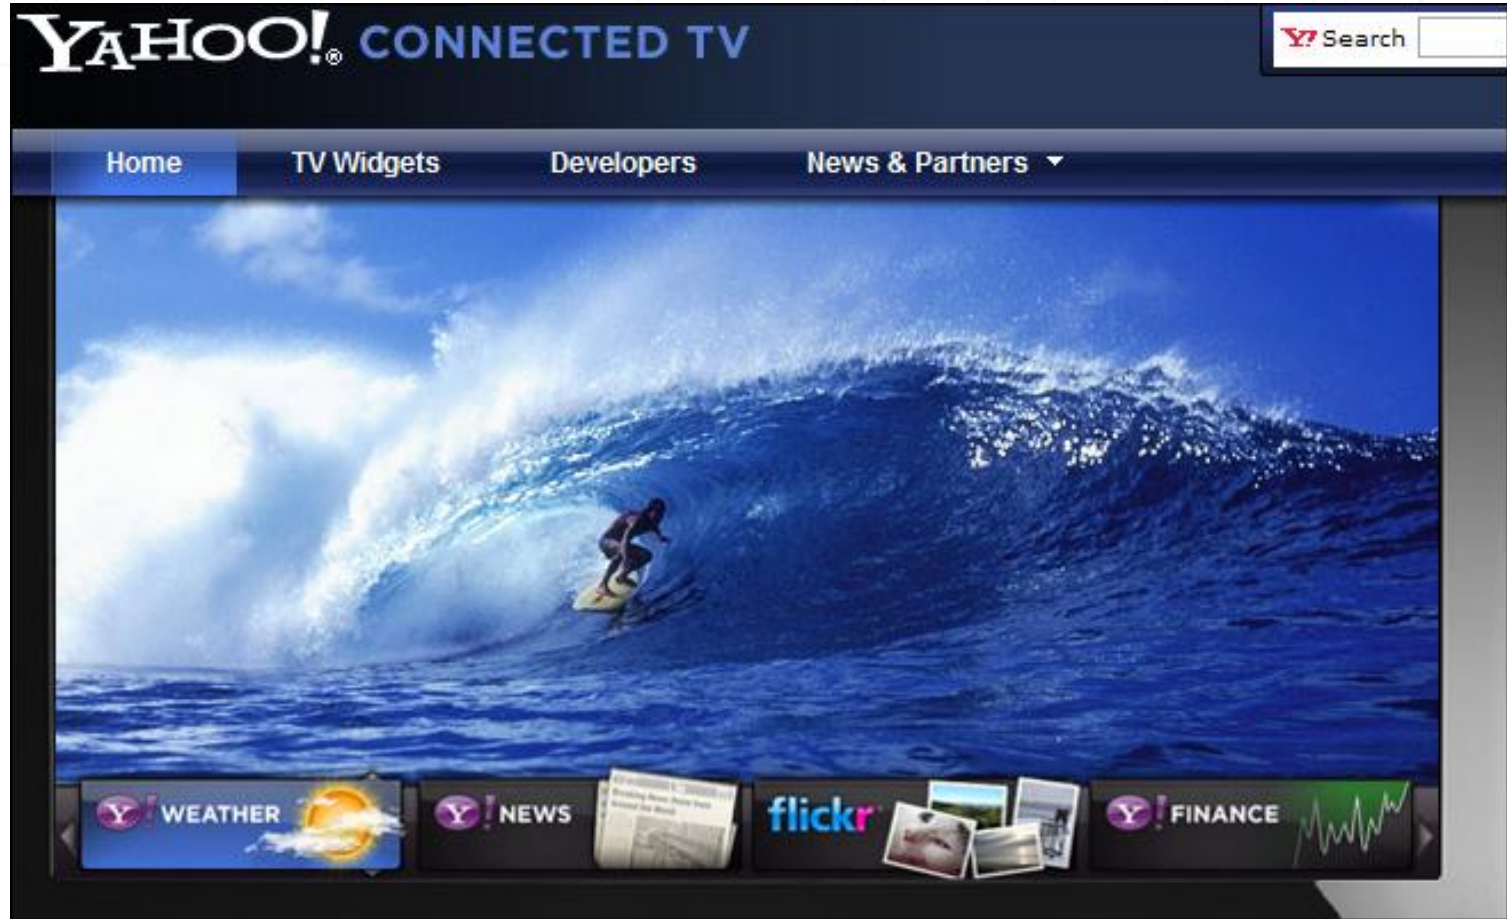 YAHOO!® CONNECTED TV
Y! Search
Home TV Widgets Developers News & Partners
Y! WEATHER Y! NEWS flickr Y! FINANCE